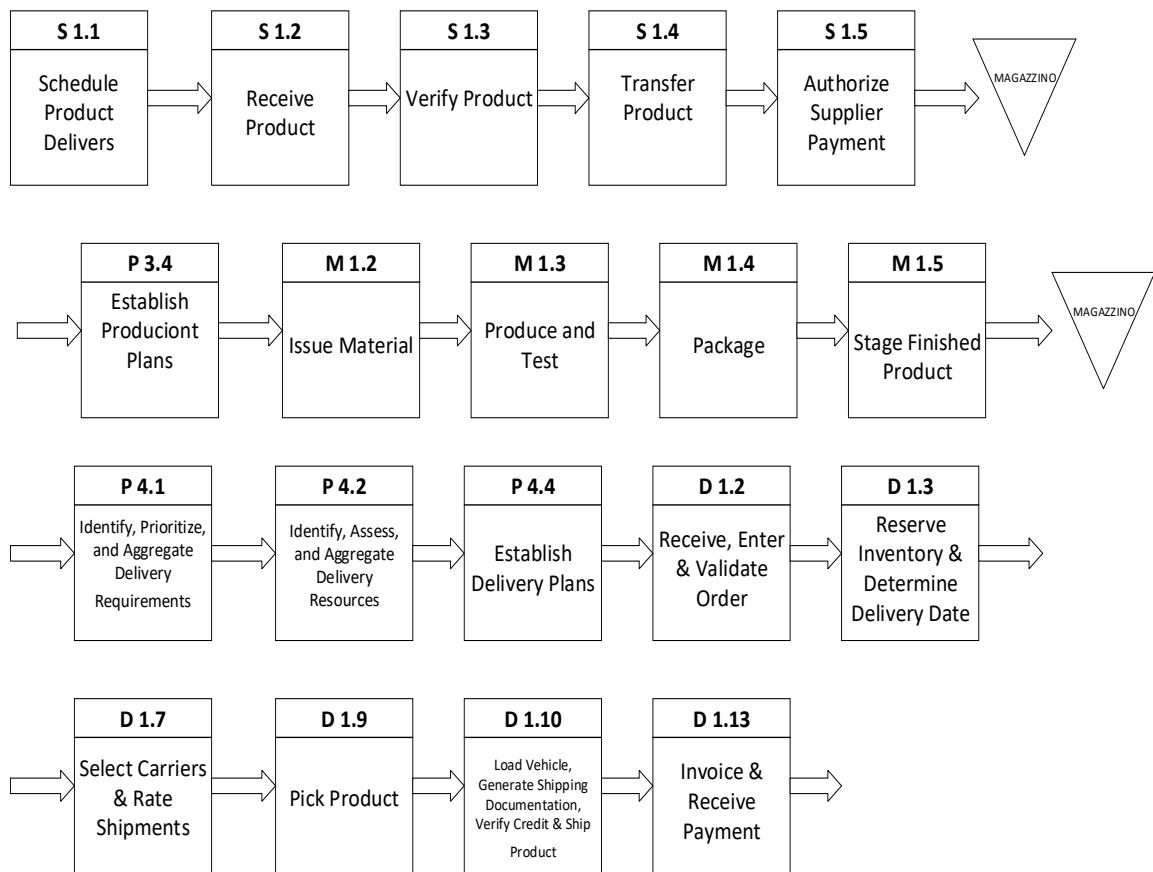 S 1.1
Schedule
Product
Delivers
S 1.2
Receive
Product
S 1.3
Verify Product
S 1.4
Transfer
Product
S 1.5
Authorize
Supplier
Payment
MAGAZZINO
P 3.4
Establish
Produciont
Plans
M 1.2
Issue Material
M 1.3
Produce and
Test
M 1.4
Package
M 1.5
Stage Finished
Product
MAGAZZINO
P 4.1
Identify, Prioritize,
and Aggregate
Delivery
Requirements
P 4.2
Identify, Assess,
and Aggregate
Delivery
Resources
P 4.4
Establish
Delivery Plans
D 1.2
Receive, Enter
& Validate
Order
D 1.3
Reserve
Inventory &
Determine
Delivery Date
D 1.7
Select Carriers
& Rate
Shipments
D 1.9
Pick Product
D 1.10
Load Vehicle,
Generate Shipping
Documentation,
Verify Credit & Ship
Product
D 1.13
Invoice &
Receive
Payment